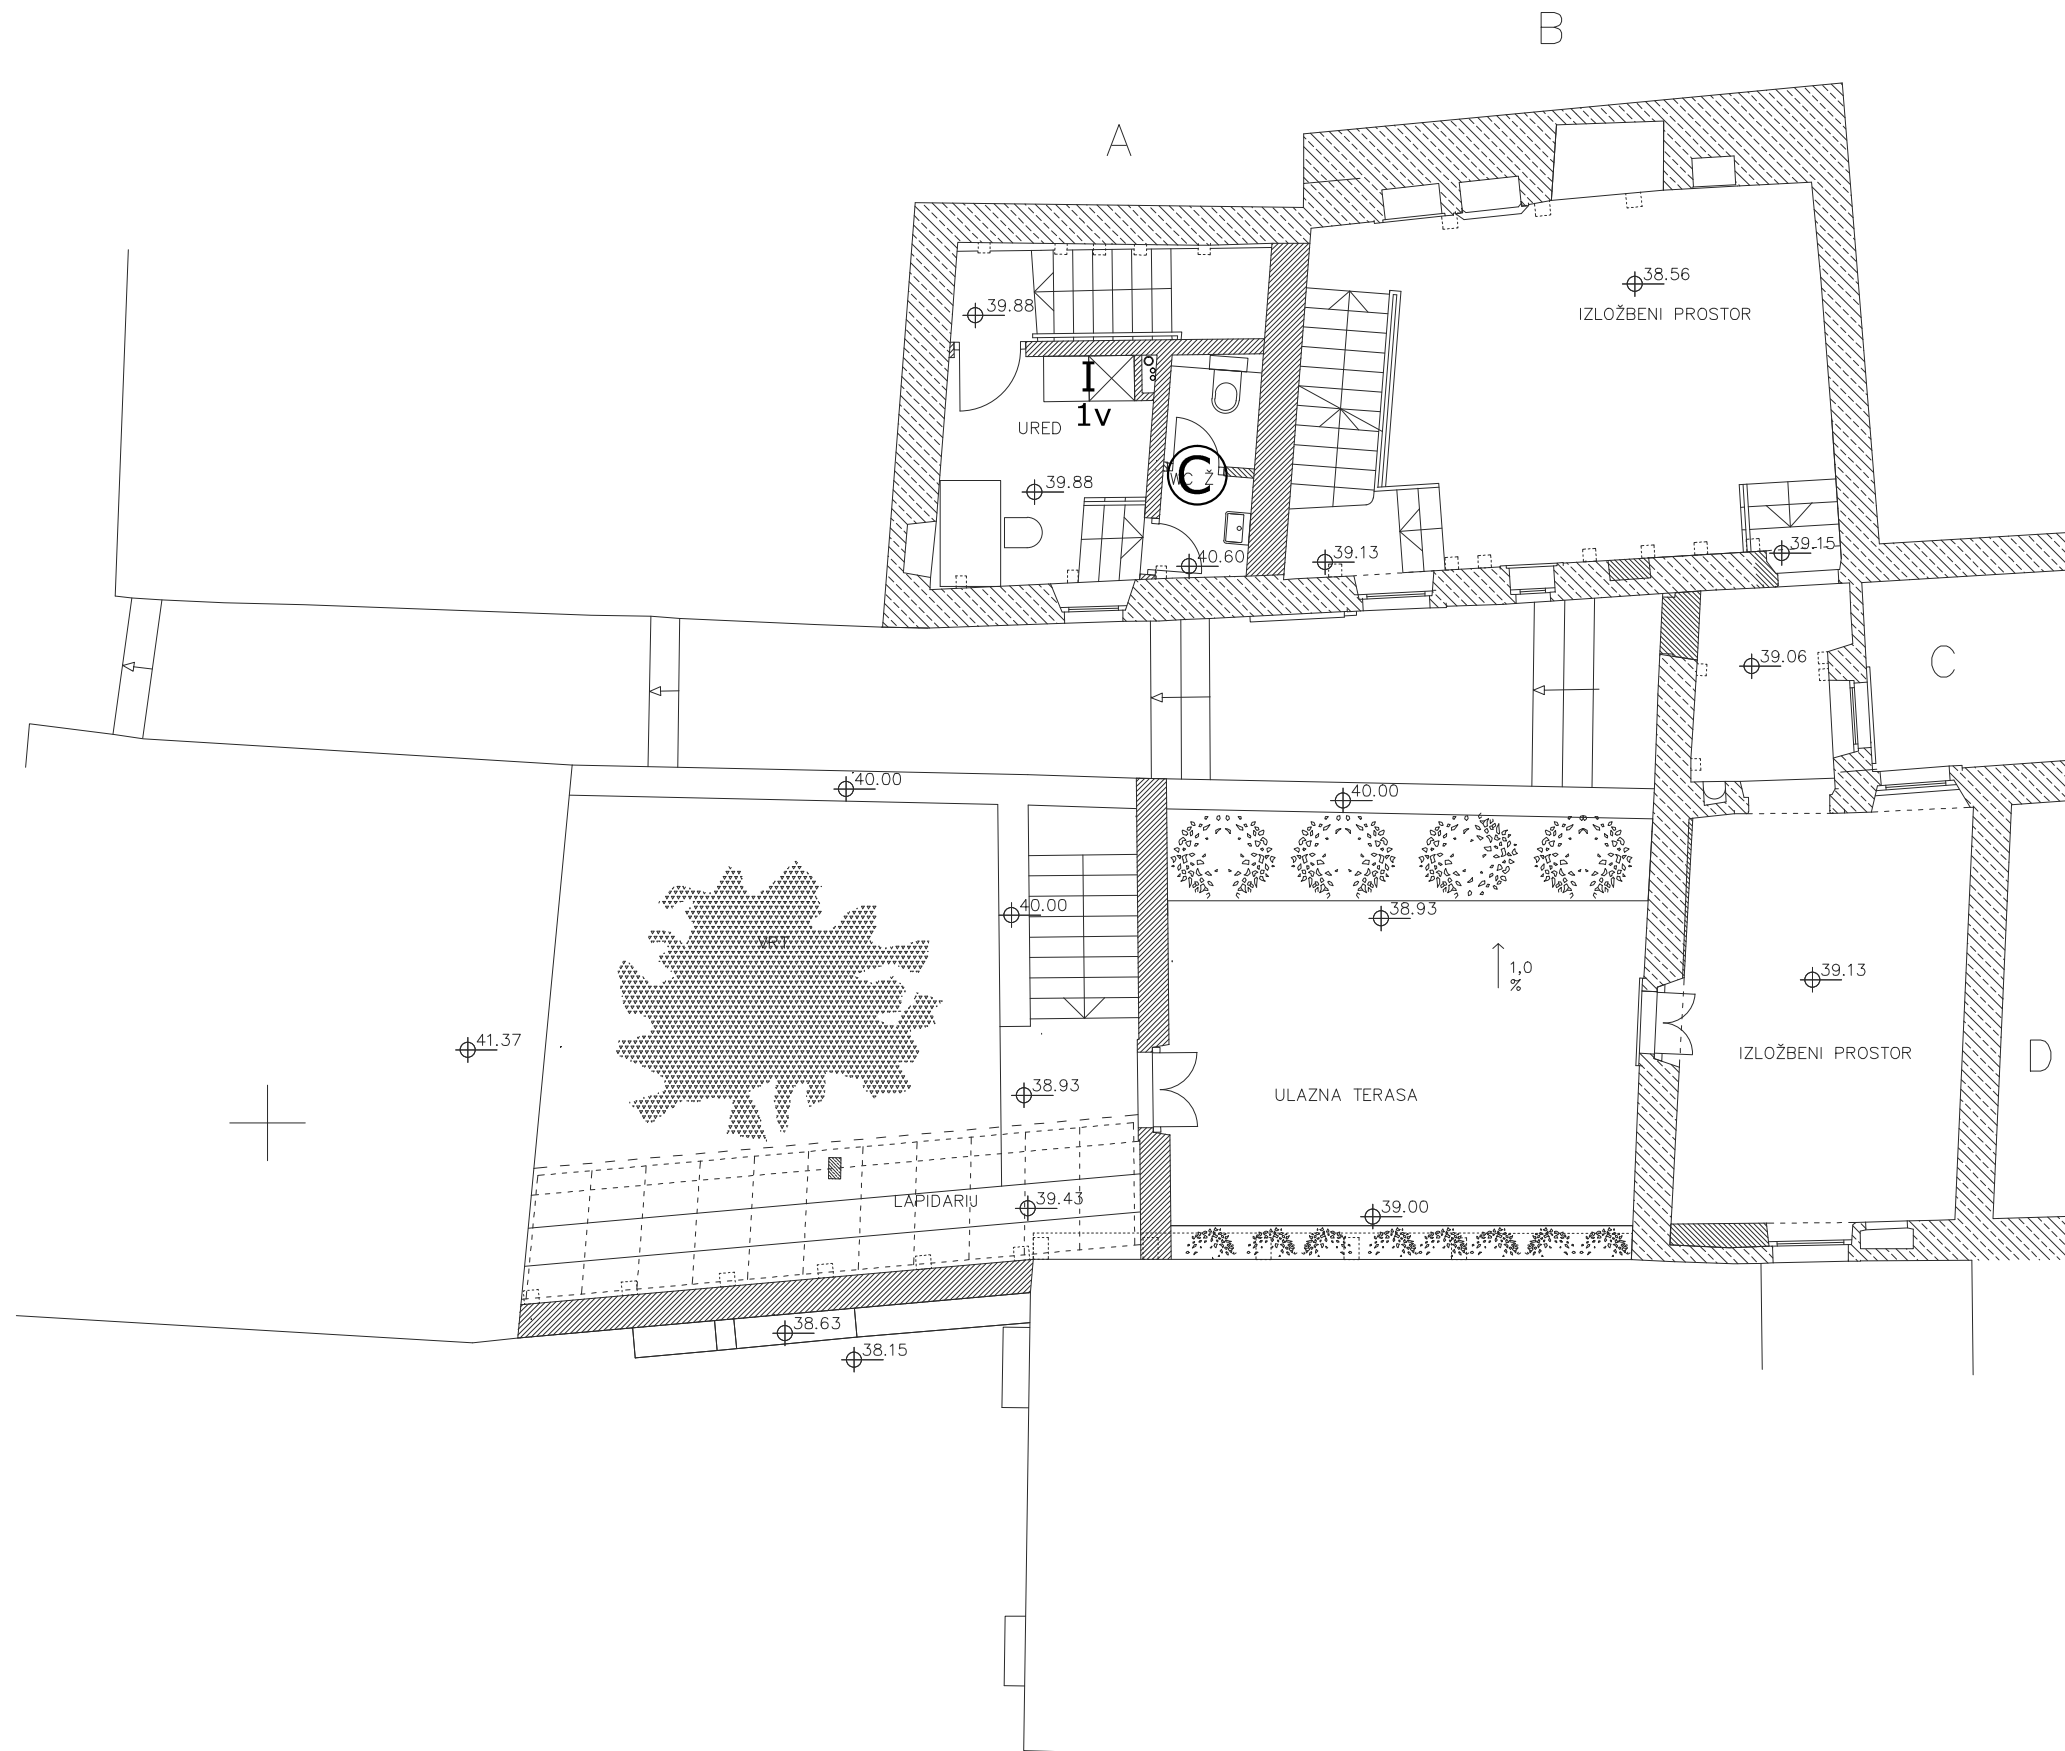 B
A
38.56
IZLOŽBENI PROSTOR
39.88
I
1v
URED
C
WC Ž
39.88
40.60
39.13
39.15
39.06
C
40.00
40.00
40.00
38.93
VRT
1,0
%
39.13
41.37
IZLOŽBENI PROSTOR
D
38.93
ULAZNA TERASA
LAPIDARIJ
39.43
39.00
38.63
38.15